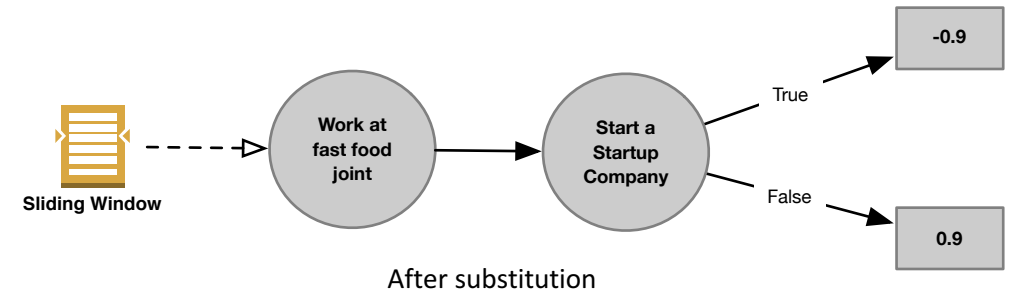 Sliding Window
Work at
fast food
joint
Start a
Startup
Company
True
-0.9
False
0.9
After substitution